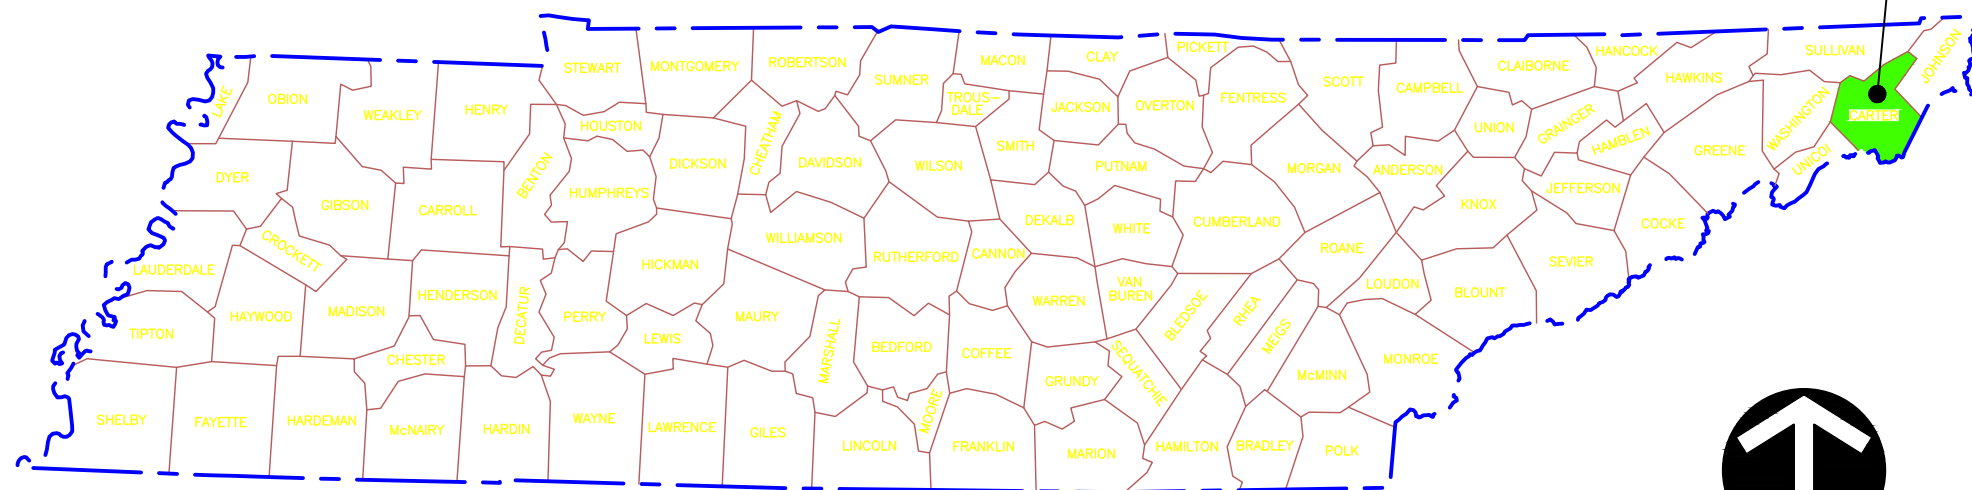 STEWART
MONTGOMERY
ROBERTSON
SUMNER
MACON
CLAY
PICKETT
SCOTT
CAMPBELL
CLAIBORNE
HANCOCK
HAWKINS
SULLIVAN
JOHNSON
LAKE
OBION
WEAKLEY
HENRY
HOUSTON
CHEATHAM
TROUS-
DALE
JACKSON
OVERTON
FENTRESS
UNION
GRAINGER
HAMBLEN
GREENE
WASHINGTON
UNICOI
CARTER
DYER
GIBSON
CARROLL
BENTON
HUMPHREYS
DICKSON
DAVIDSON
WILSON
SMITH
PUTNAM
MORGAN
ANDERSON
KNOX
JEFFERSON
COCKE
CROCKETT
WILLIAMSON
RUTHERFORD
CANNON
DEKALB
WHITE
CUMBERLAND
ROANE
LOUDON
BLOUNT
SEVIER
LAUDERDALE
HAYWOOD
MADISON
HENDERSON
DECATUR
PERRY
HICKMAN
LEWIS
MAURY
MARSHALL
BEDFORD
COFFEE
WARREN
VAN
BUREN
BLEDSOE
RHEA
MEIGS
McMINN
MONROE
TIPTON
CHESTER
GRUNDY
SEQUATCHIE
SHELBY
FAYETTE
HARDEMAN
McNAIRY
HARDIN
WAYNE
LAWRENCE
GILES
LINCOLN
MOORE
FRANKLIN
MARION
HAMILTON
BRADLEY
POLK